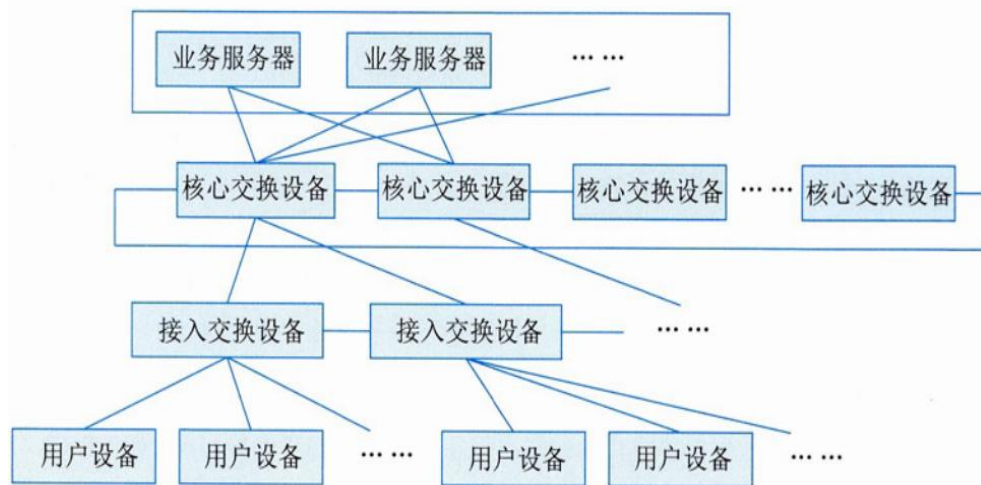 业务服务器 业务服务器 ……
核心交换设备 核心交换设备 核心交换设备 …… 核心交换设备
接入交换设备 接入交换设备 ……
用户设备 用户设备 …… 用户设备 用户设备 ……